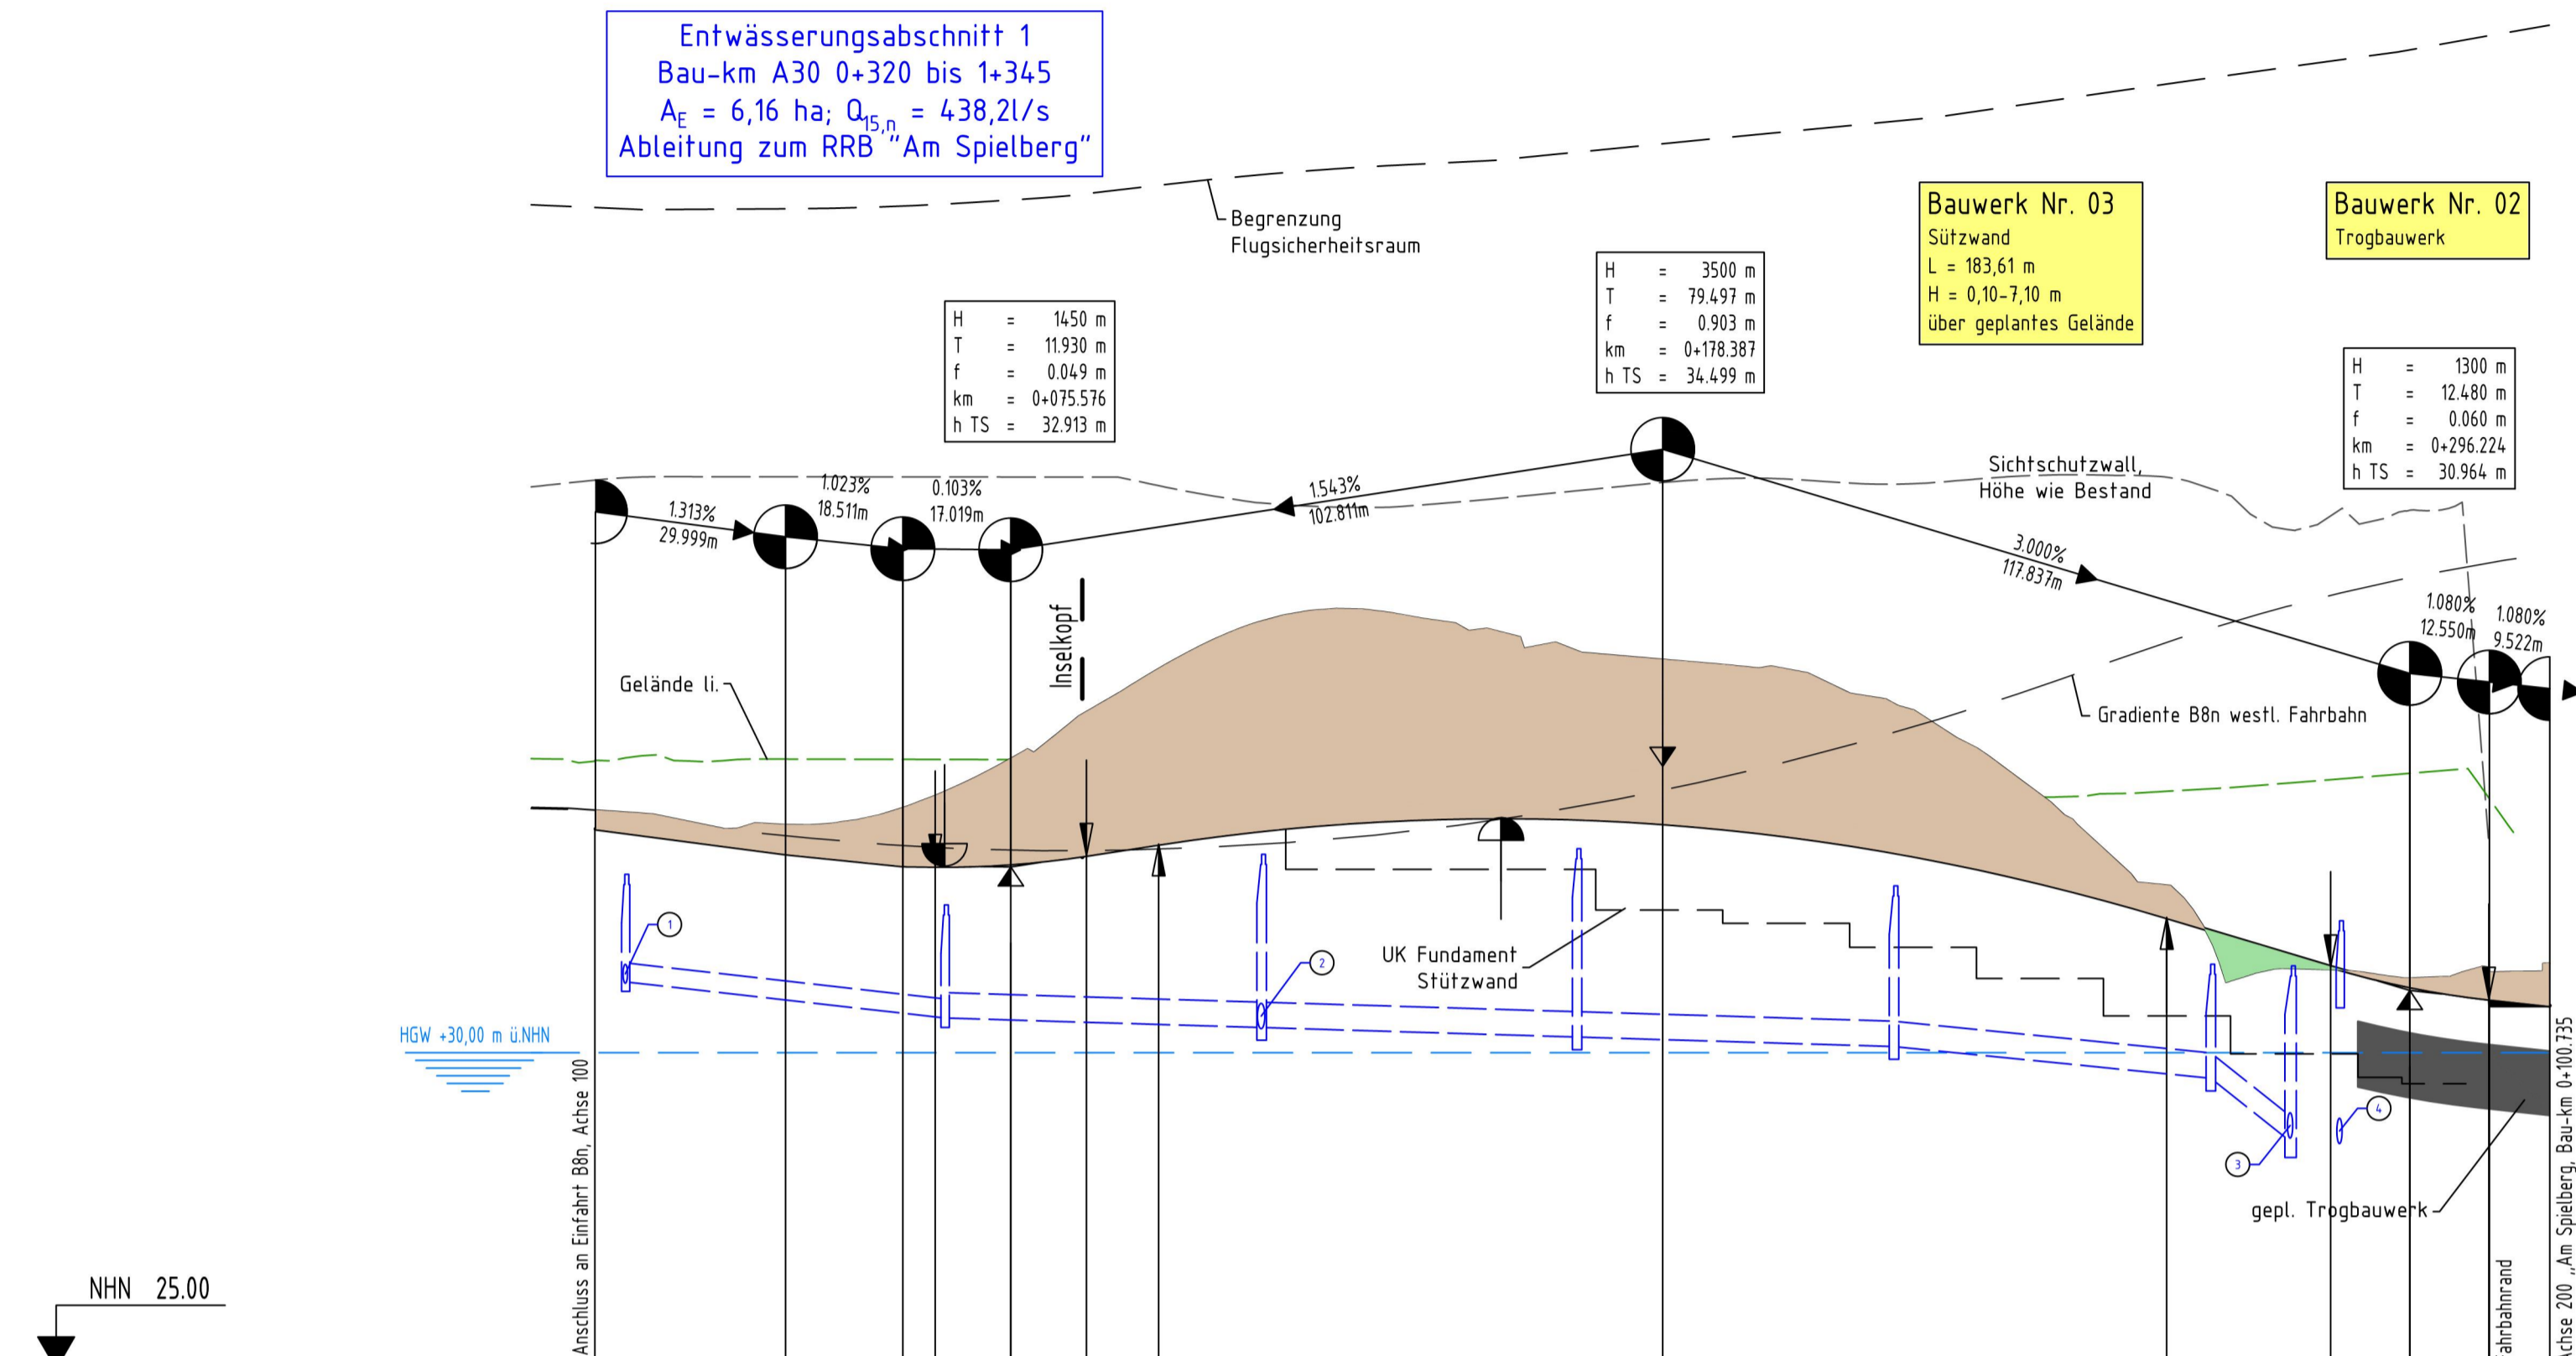 Entwässerungsabschnitt 1
Bau-km A30 0+320 bis 1+345
AE = 6,16 ha; Q15,n = 438,2l/s
Ableitung zum RRB "Am Spielberg"
Begrenzung
Flugsicherheitsraum
Bauwerk Nr. 03
Sützwand
L = 183,61 m
H = 0,10-7,10 m
über geplantes Gelände
Bauwerk Nr. 02
Trogbauwerk
H = 1450 m
T = 11.930 m
f = 0.049 m
km = 0+075.576
h TS = 32.913 m
H = 3500 m
T = 79.497 m
f = 0.903 m
km = 0+178.387
h TS = 34.499 m
H = 1300 m
T = 12.480 m
f = 0.060 m
km = 0+296.224
h TS = 30.964 m
1.313%
29.999m
1.023%
18.511m
0.103%
17.019m
1.543%
102.811m
Sichtschutzwall,
Höhe wie Bestand
3.000%
117.837m
1.080%
12.550m
1.080%
9.522m
Inselkopf
Gelände li.
Gradiente B8n westl. Fahrbahn
1
2
UK Fundament
Stützwand
HGW +30,00 m ü.NHN
3
4
gepl. Trogbauwerk
Anschluss an Einfahrt B8n, Achse 100
NHN 25.00
ahrbahnrand
Achse 200 „Am Spielberg, Bau-km 0+100.735